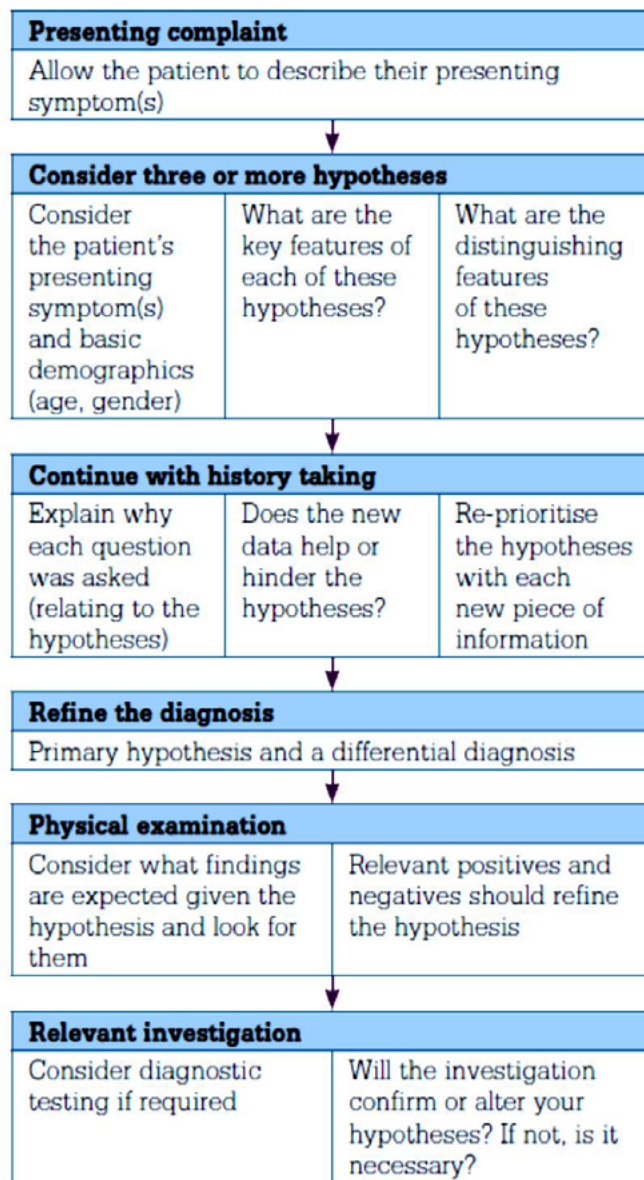 Presenting complaint
Allow the patient to describe their presenting
symptom(s)
Consider three or more hypotheses
Consider
the patient's
presenting
symptom(s)
and basic
demographics
(age, gender)
What are the
key features of
each of these
hypotheses?
What are the
distinguishing
features
of these
hypotheses?
Continue with history taking
Explain why
each question
was asked
(relating to the
hypotheses)
Does the new
data help or
hinder the
hypotheses?
Re-prioritise
the hypotheses
with each
new piece of
information
Refine the diagnosis
Primary hypothesis and a differential diagnosis
Physical examination
Consider what findings
are expected given the
hypothesis and look for
them
Relevant positives and
negatives should refine
the hypothesis
Relevant investigation
Consider diagnostic
testing if required
Will the investigation
confirm or alter your
hypotheses? If not, is it
necessary?